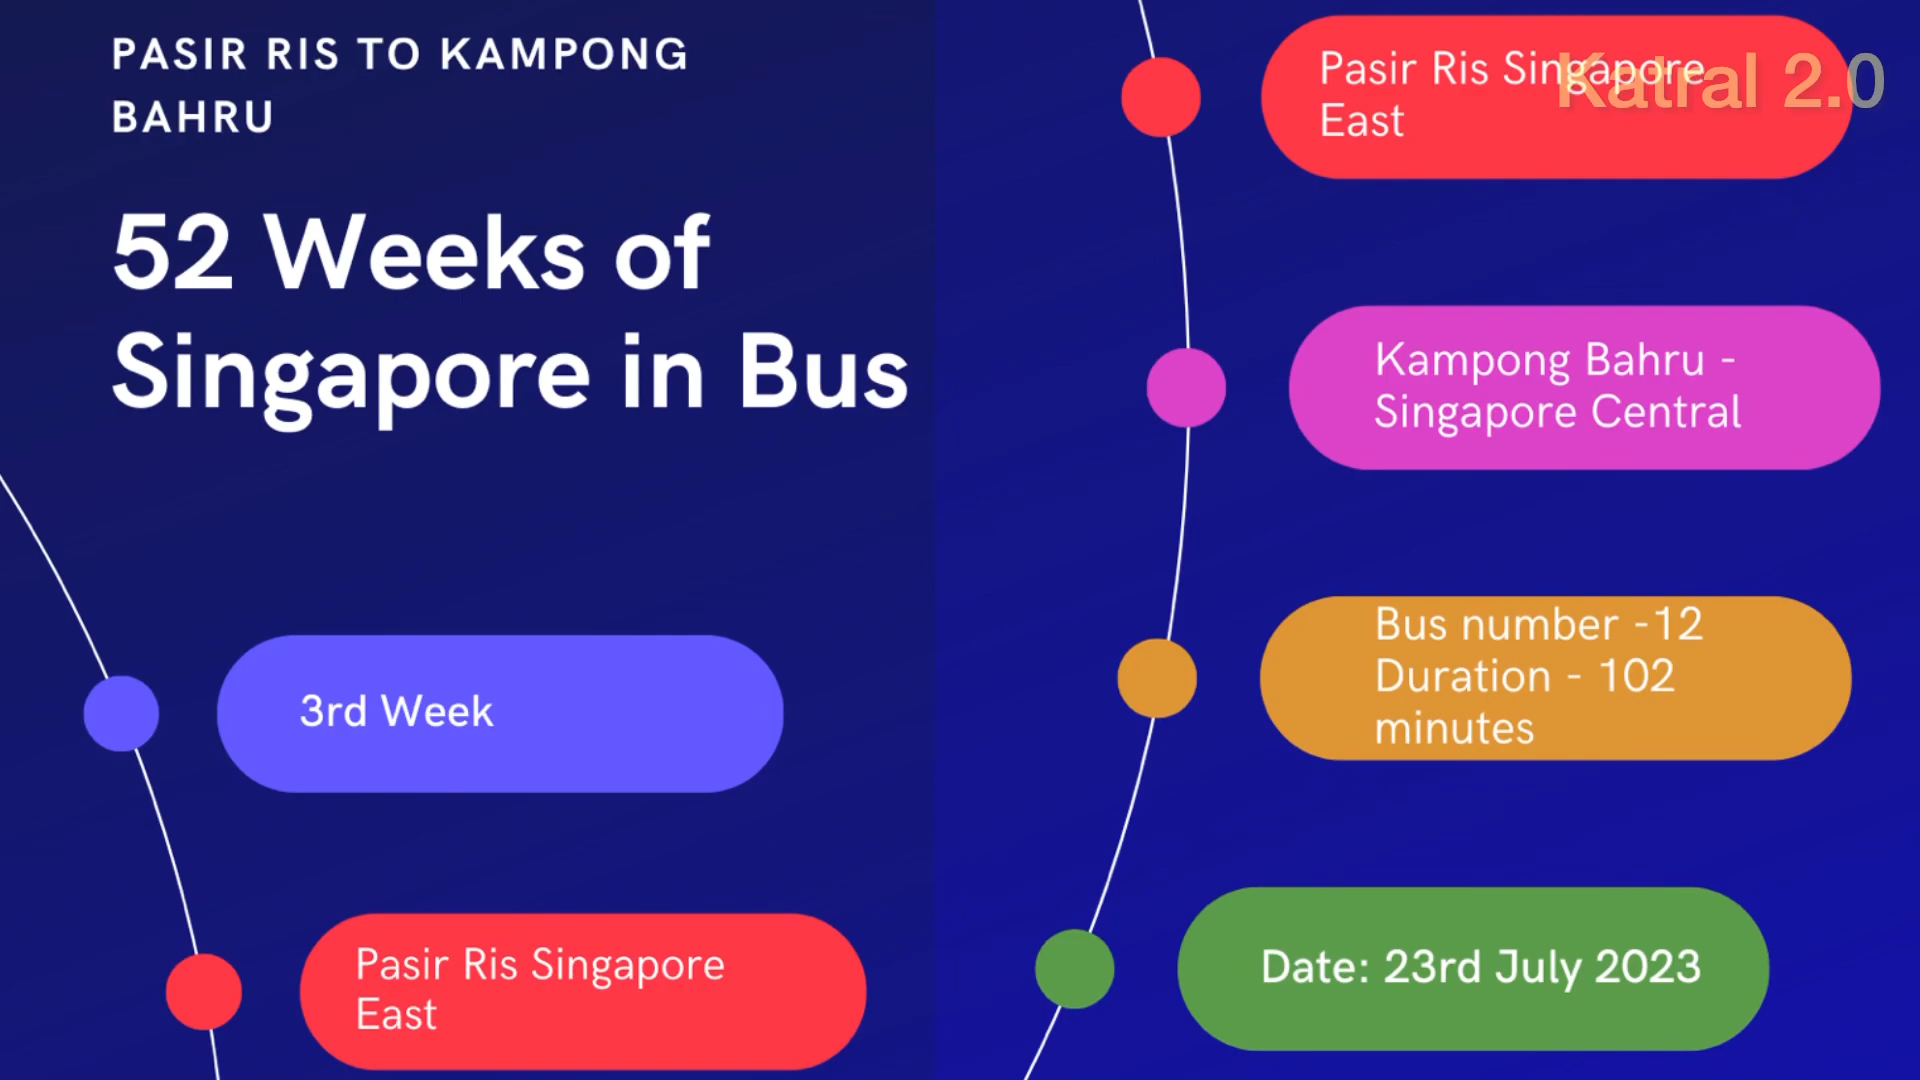 PASIR RIS TO KAMPONG
BAHRU
52 Weeks of
Singapore in Bus
3rd Week
Pasir Ris Singapore
East
Pasir Ris Singapore
East
Katral 2.0
Kampong Bahru -
Singapore Central
Bus number -12
Duration - 102
minutes
Date: 23rd July 2023